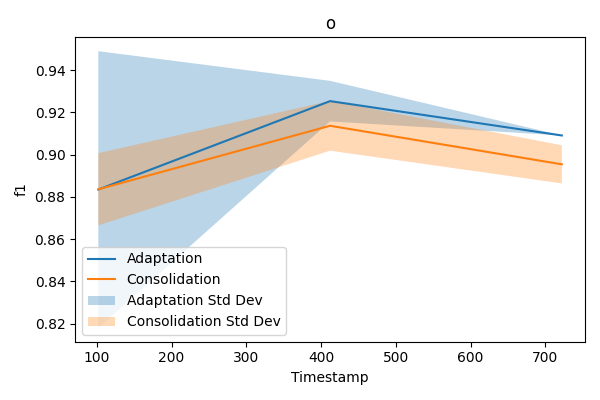 o
0.94
0.92
0.90
0.88
0.86
0.84
0.82
f1
Adaptation
Consolidation
Adaptation Std Dev
Consolidation Std Dev
100
200
300
400
500
600
700
Timestamp